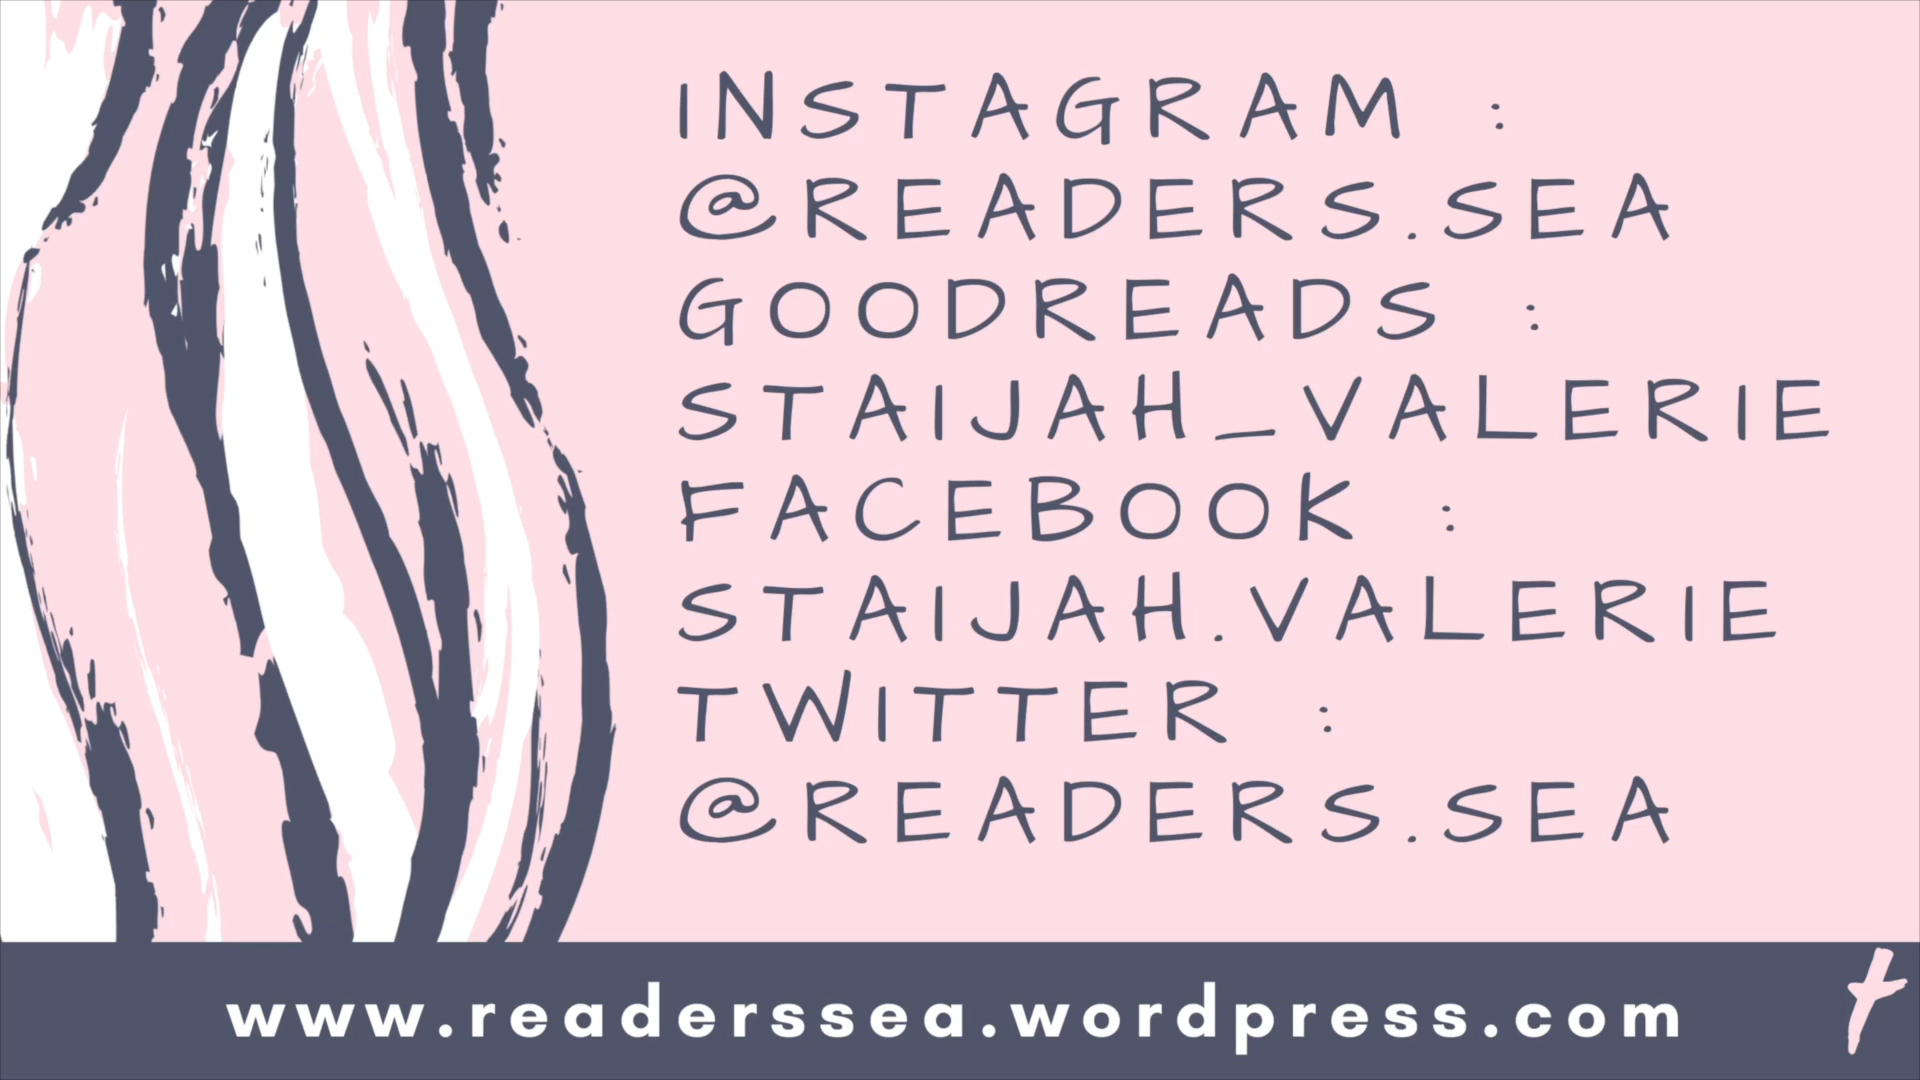 INSTAGRAM :
@READERS.SEA
GOODREADS :
STAIJAH_VALERIE
FACEBOOK :
STAIJAH.VALERIE
TWITTER :
@READERS.SEA
www.readerssea.wordpress.com